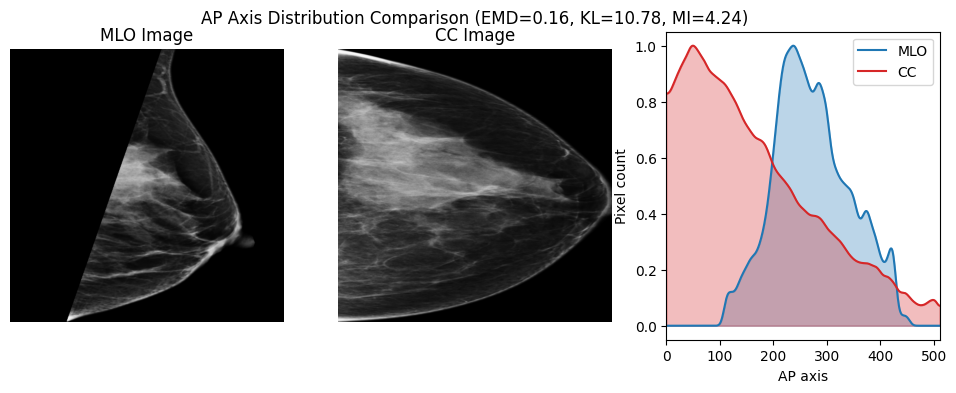 AP Axis Distribution Comparison (EMD=0.16, KL=10.78, MI=4.24)
MLO Image
CC Image
MLO
CC
1.0
0.8
0.6
0.4
0.2
0.0
Pixel count
0 100 200 300 400 500
AP axis